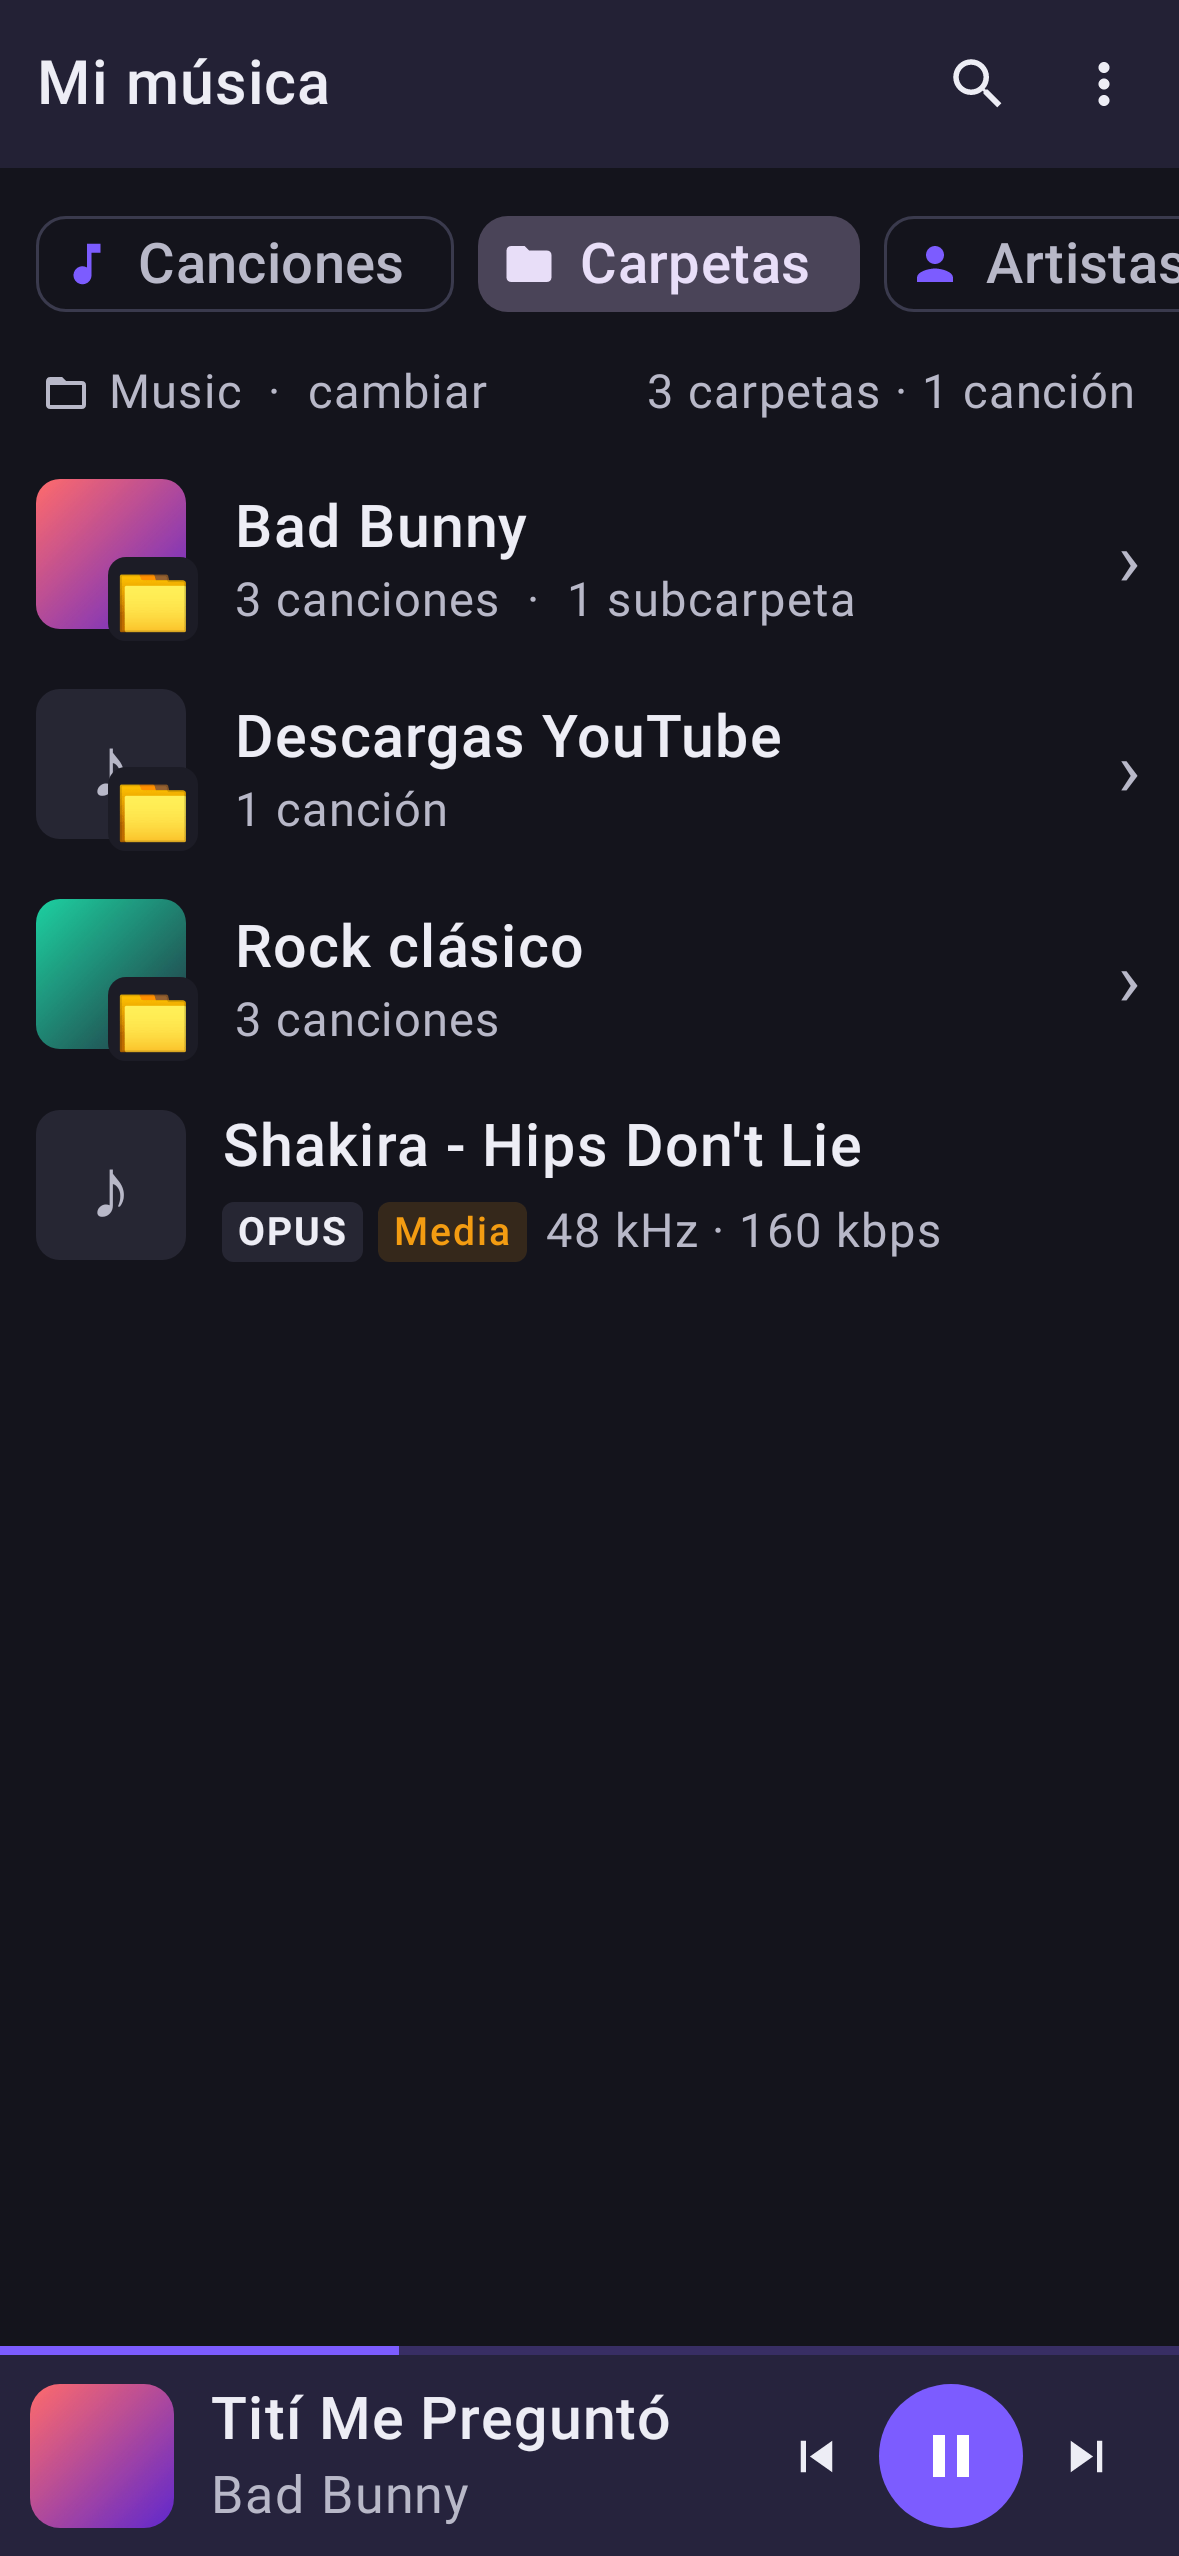 Mi música
Canciones Carpetas Artistas
Music · cambiar 3 carpetas · 1 canción
Bad Bunny
3 canciones · 1 subcarpeta
Descargas YouTube
1 canción
Rock clásico
3 canciones
Shakira - Hips Don't Lie
OPUS Media 48 kHz · 160 kbps
Tití Me Preguntó
Bad Bunny